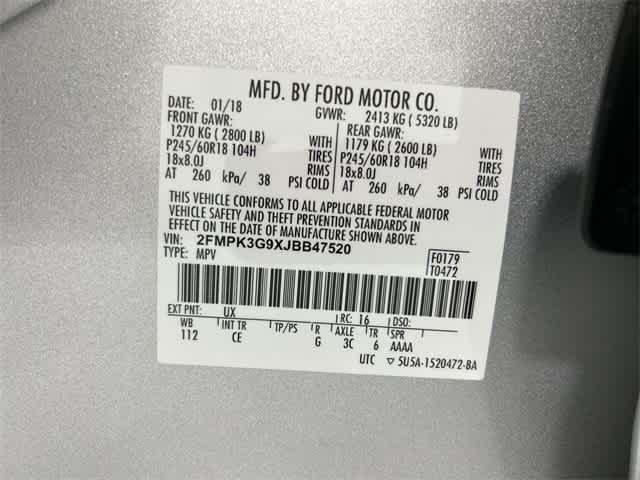 MFD. BY FORD MOTOR CO.
DATE: 01/18 GVWR: 2413 KG ( 5320 LB)
FRONT GAWR: REAR GAWR:
1270 KG ( 2800 LB) WITH 1179 KG ( 2600 LB) WITH
P245/60R18 104H TIRES P245/60R18 104H TIRES
18x8.0J RIMS 18x8.0J RIMS
AT 260 kPa/ 38 PSI COLD AT 260 kPa/ 38 PSI COLD
THIS VEHICLE CONFORMS TO ALL APPLICABLE FEDERAL MOTOR
VEHICLE SAFETY AND THEFT PREVENTION STANDARDS IN
EFFECT ON THE DATE OF MANUFACTURE SHOWN ABOVE.
VIN: 2FMPK3G9XJBB47520 F0179
TYPE: MPV T0472
EXT PNT: UX RC: 16 DSO:
WB INT TR TP/PS R AXLE TR SPR
112 CE G 3C 6 AAAA
UTC ▽ 5U5A-1520472-BA